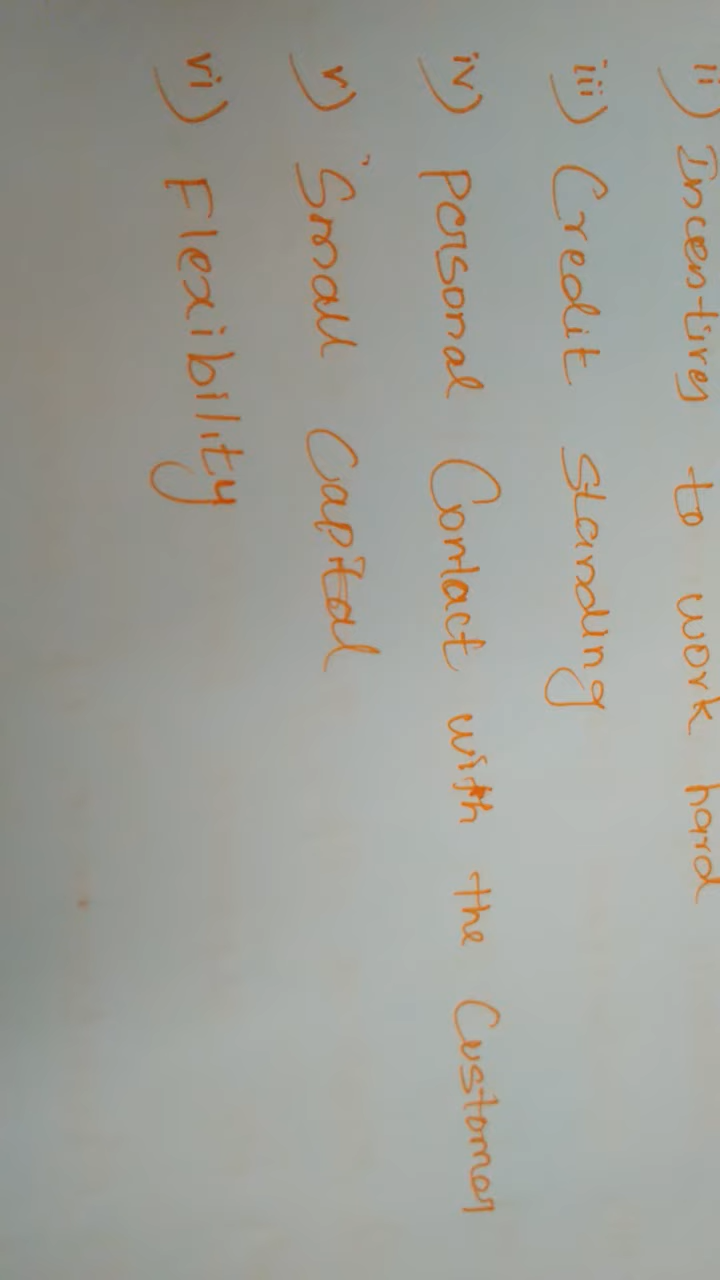 ii) Incentives to work hard
iii) Credit standing
iv) Personal Contact with the Customer
v) Small Capital
vi) Flexibility